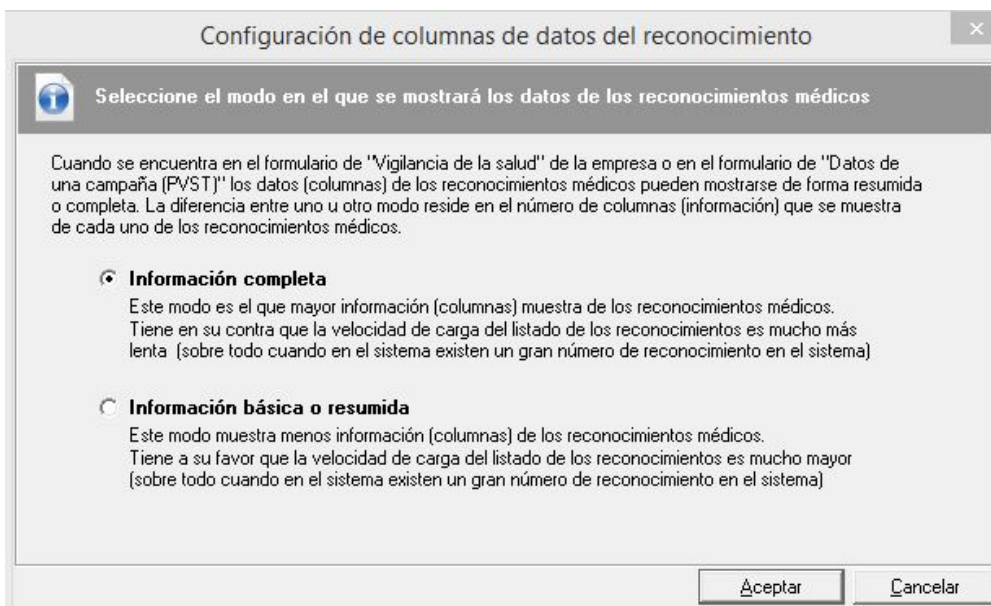 Configuración de columnas de datos del reconocimiento
Seleccione el modo en el que se mostrará los datos de los reconocimientos médicos
Cuando se encuentra en el formulario de "Vigilancia de la salud" de la empresa o en el formulario de "Datos de
una campaña (PVST)" los datos (columnas) de los reconocimientos médicos pueden mostrarse de forma resumida
o completa. La diferencia entre uno u otro modo reside en el número de columnas (información) que se muestra
de cada uno de los reconocimientos médicos.
Información completa
Este modo es el que mayor información (columnas) muestra de los reconocimientos médicos.
Tiene en su contra que la velocidad de carga del listado de los reconocimientos es mucho más
lenta (sobre todo cuando en el sistema existen un gran número de reconocimiento en el sistema)
Información básica o resumida
Este modo muestra menos información (columnas) de los reconocimientos médicos.
Tiene a su favor que la velocidad de carga del listado de los reconocimientos es mucho mayor
(sobre todo cuando en el sistema existen un gran número de reconocimiento en el sistema)
Aceptar Cancelar